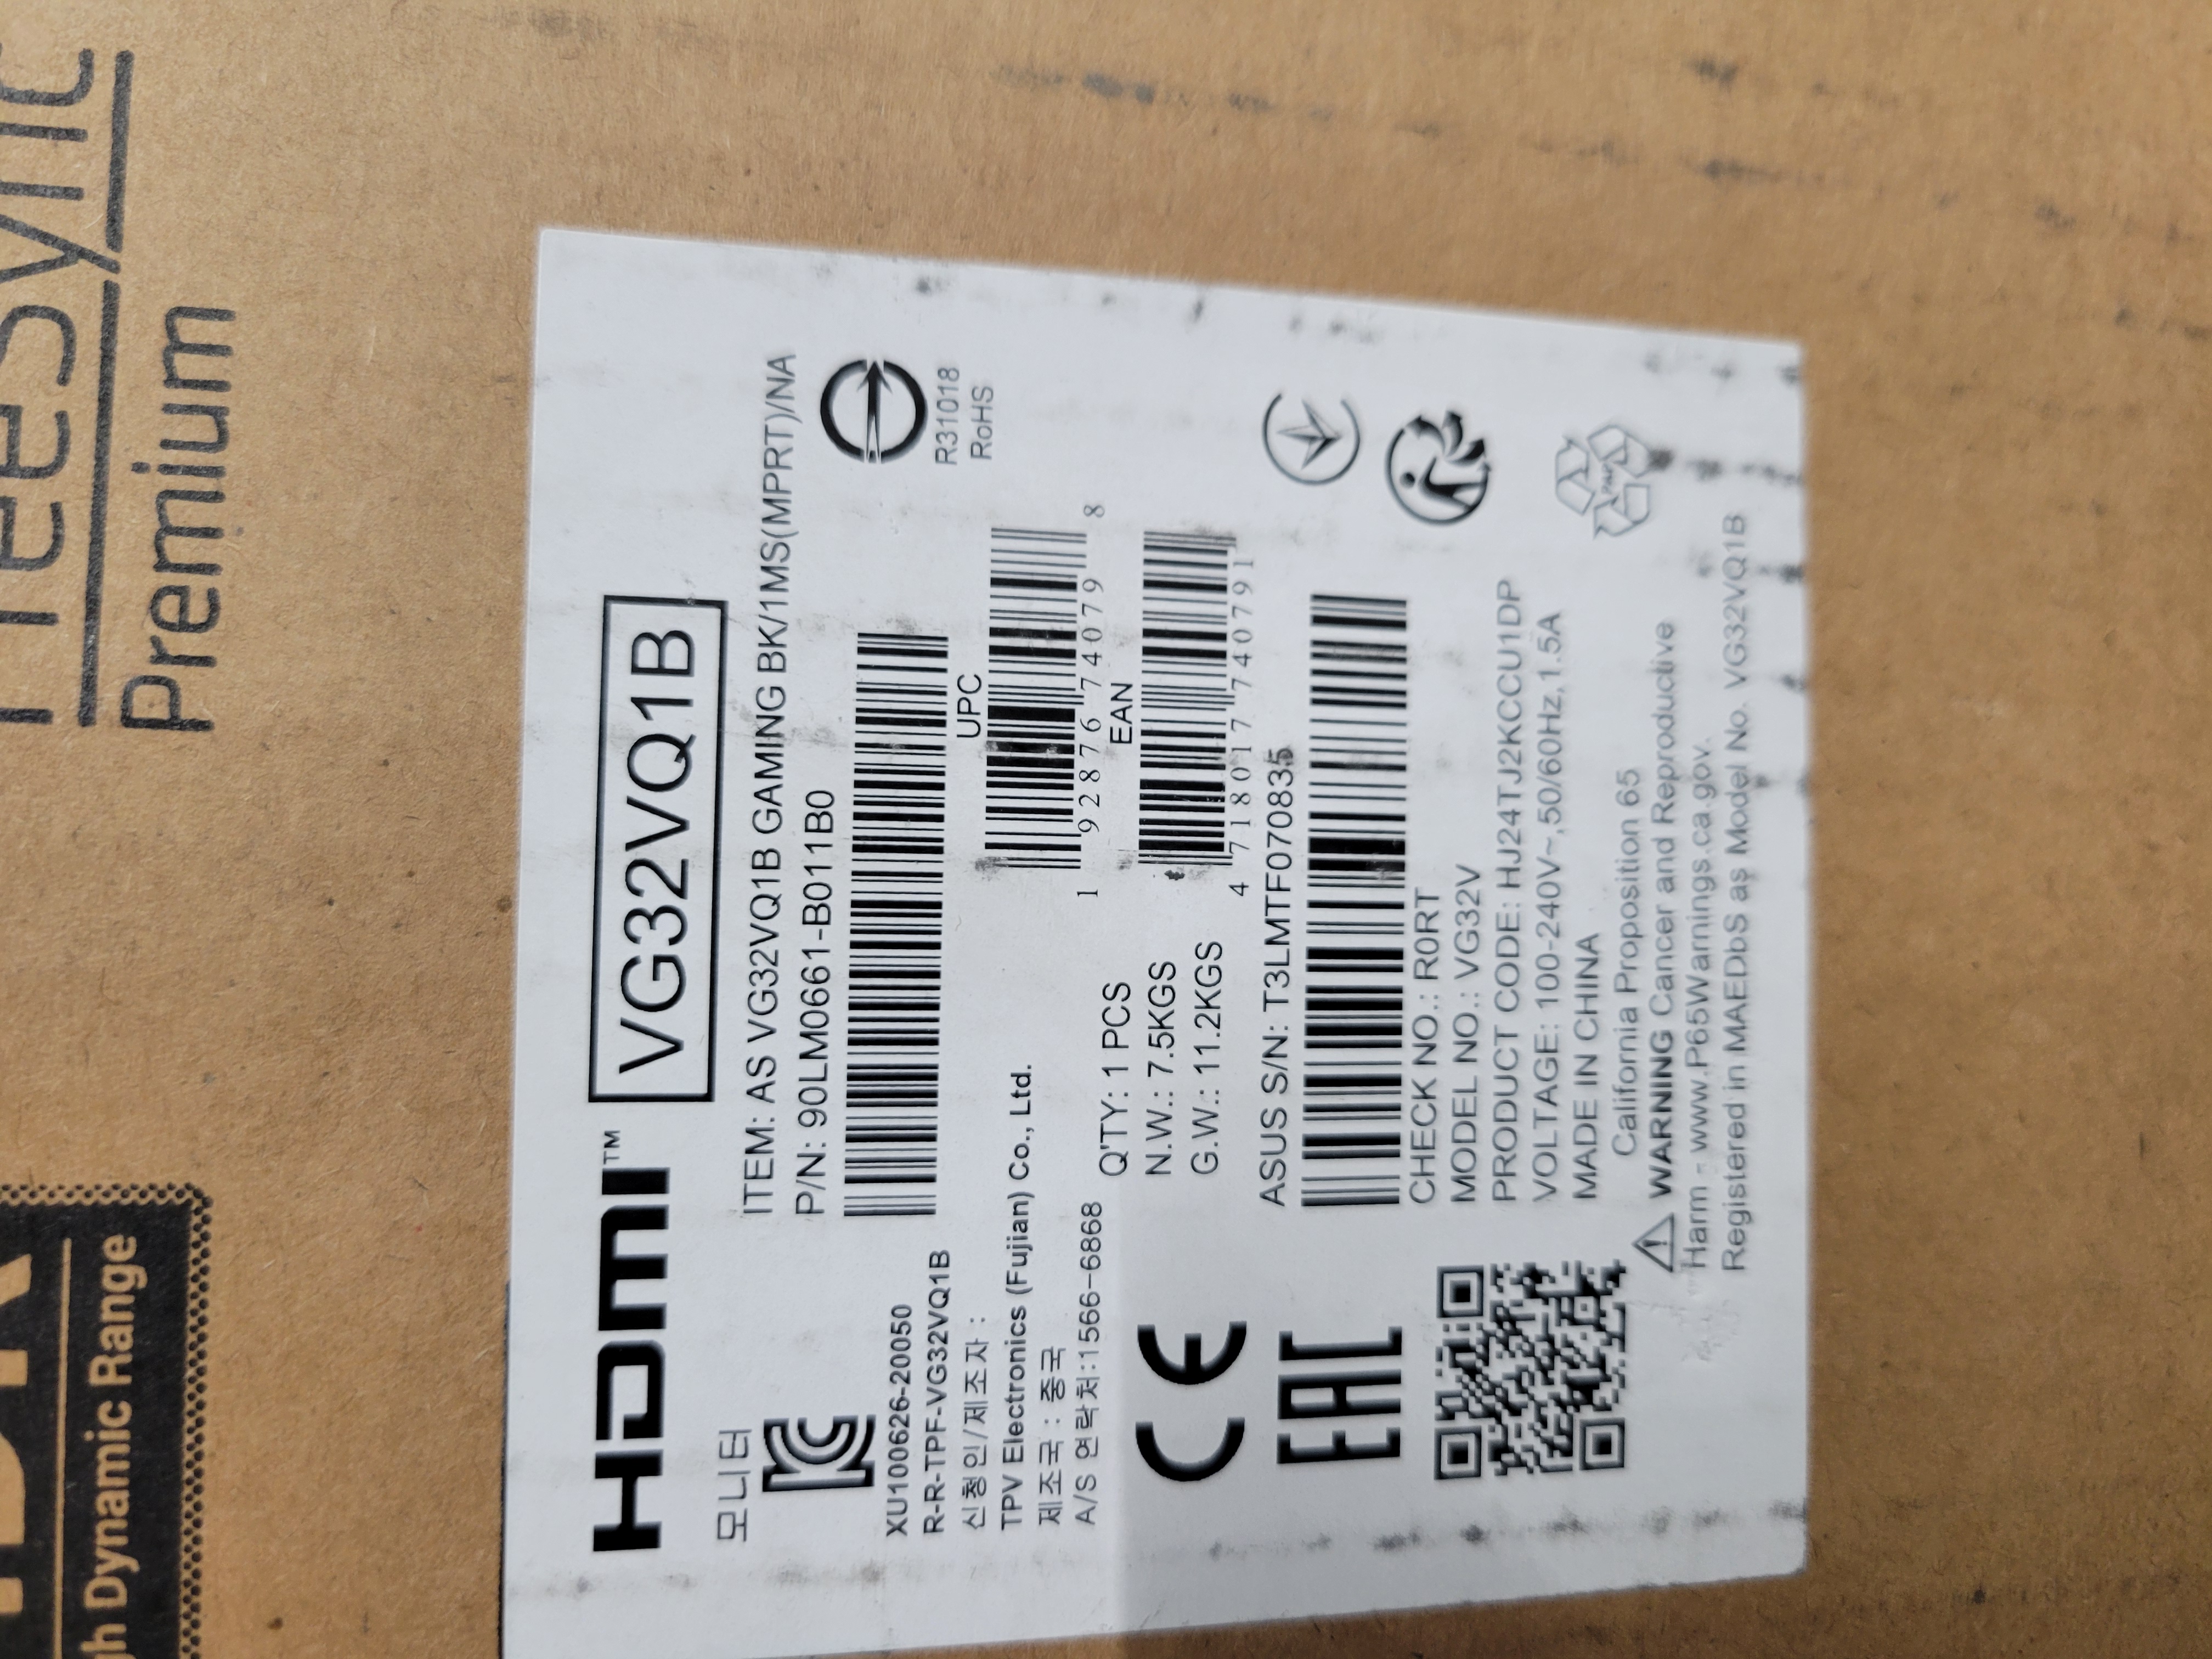 FreeSync
Premium
High Dynamic Range
HDMI™
VG32VQ1B
모니터
ITEM: AS VG32VQ1B GAMING BK/1MS(MPRT)/NA
P/N: 90LM0661-B011B0
R31018
RoHS
XU100626-20050
R-R-TPF-VG32VQ1B
신청인/제조자 :
TPV Electronics (Fujian) Co., Ltd.
제조국 : 중국
A/S 연락처:1566-6868
UPC
1 92876 74079 8
EAN
4 718017 740791
Q'TY: 1 PCS
N.W.: 7.5KGS
G.W.: 11.2KGS
CE
EAC
ASUS S/N: T3LMTF070835
CHECK NO.: R0RT
MODEL NO.: VG32V
PRODUCT CODE: HJ24TJ2KCCU1DP
VOLTAGE: 100-240V~,50/60Hz,1.5A
MADE IN CHINA
California Proposition 65
WARNING Cancer and Reproductive
Harm - www.P65Warnings.ca.gov.
Registered in MAEDbS as Model No. VG32VQ1B
PAP